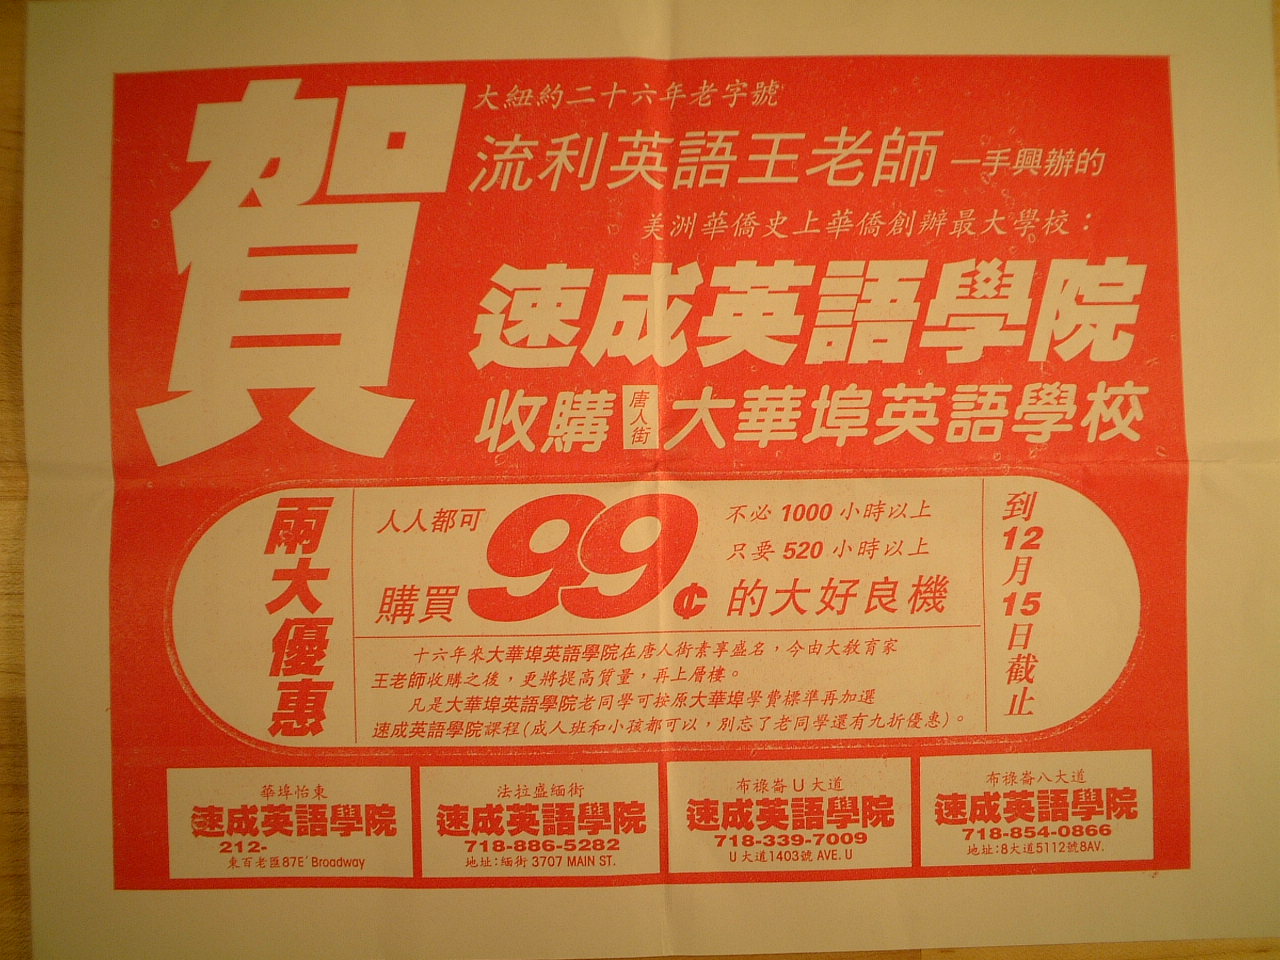 賀
大紐約二十六年老字號
流利英語王老師一手興辦的
美洲華僑史上華僑創辦最大學校：
速成英語學院
收購唐人街大華埠英語學校
兩大優惠
人人都可
購買99¢的大好良機
不必 1000 小時以上
只要 520 小時以上
十六年來大華埠英語學院在唐人街素享盛名，今由大教育家
王老師收購之後，更將提高質量，再上層樓。
凡是大華埠英語學院老同學可按原大華埠學費標準再加選
速成英語學院課程(成人班和小孩都可以，別忘了老同學還有九折優惠)。
到12月15日截止
華埠怡東
速成英語學院
212-
東百老匯87E' Broadway
法拉盛緬街
速成英語學院
718-886-5282
地址:緬街 3707 MAIN ST.
布祿崙 U 大道
速成英語學院
718-339-7009
U大道1403號 AVE. U
布祿崙八大道
速成英語學院
718-854-0866
地址:8大道5112號8AV.